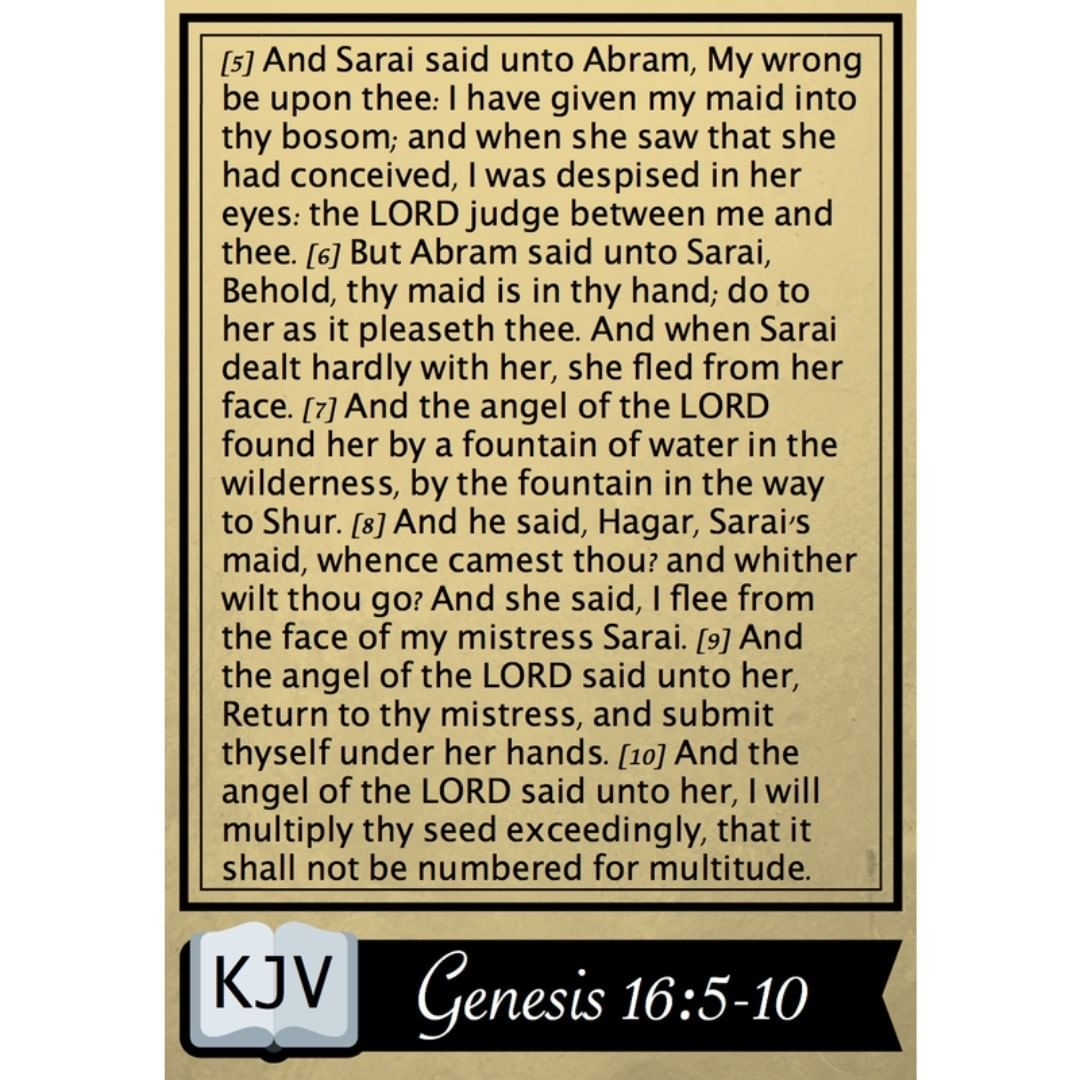 [5] And Sarai said unto Abram, My wrong
be upon thee: I have given my maid into
thy bosom; and when she saw that she
had conceived, I was despised in her
eyes: the LORD judge between me and
thee. [6] But Abram said unto Sarai,
Behold, thy maid is in thy hand; do to
her as it pleaseth thee. And when Sarai
dealt hardly with her, she fled from her
face. [7] And the angel of the LORD
found her by a fountain of water in the
wilderness, by the fountain in the way
to Shur. [8] And he said, Hagar, Sarai's
maid, whence camest thou? and whither
wilt thou go? And she said, I flee from
the face of my mistress Sarai. [9] And
the angel of the LORD said unto her,
Return to thy mistress, and submit
thyself under her hands. [10] And the
angel of the LORD said unto her, I will
multiply thy seed exceedingly, that it
shall not be numbered for multitude.
KJV
Genesis 16:5-10